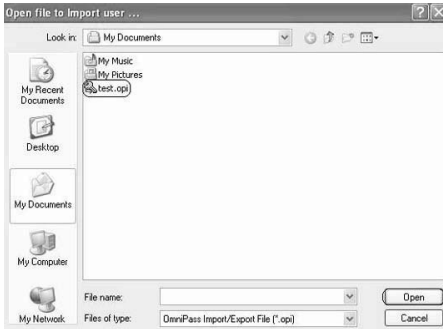 Open file to Import user ...
Look in: My Documents
My Recent
Documents
Desktop
My Documents
My Computer
My Network
My Music
My Pictures
test.opi
File name:
Open
Files of type: OmniPass Import/Export File (*.opi)
Cancel